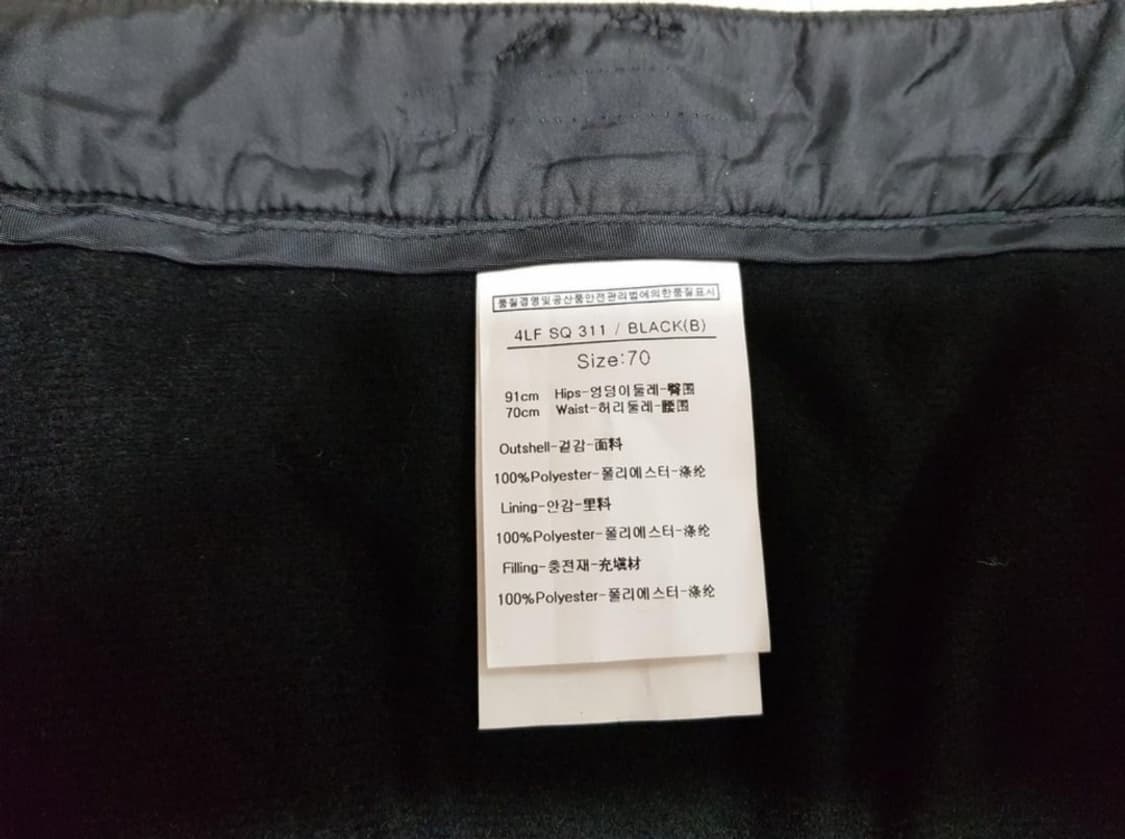 품질경영및공산품안전관리법에의한품질표시
4LF SQ 311 / BLACK(B)
Size:70
91cm Hips-엉덩이둘레-臀围
70cm Waist-허리둘레-腰围
Outshell-겉감-面料
100%Polyester-폴리에스터-涤纶
Lining-안감-里料
100%Polyester-폴리에스터-涤纶
Filling-충전재-充塡材
100%Polyester-폴리에스터-涤纶